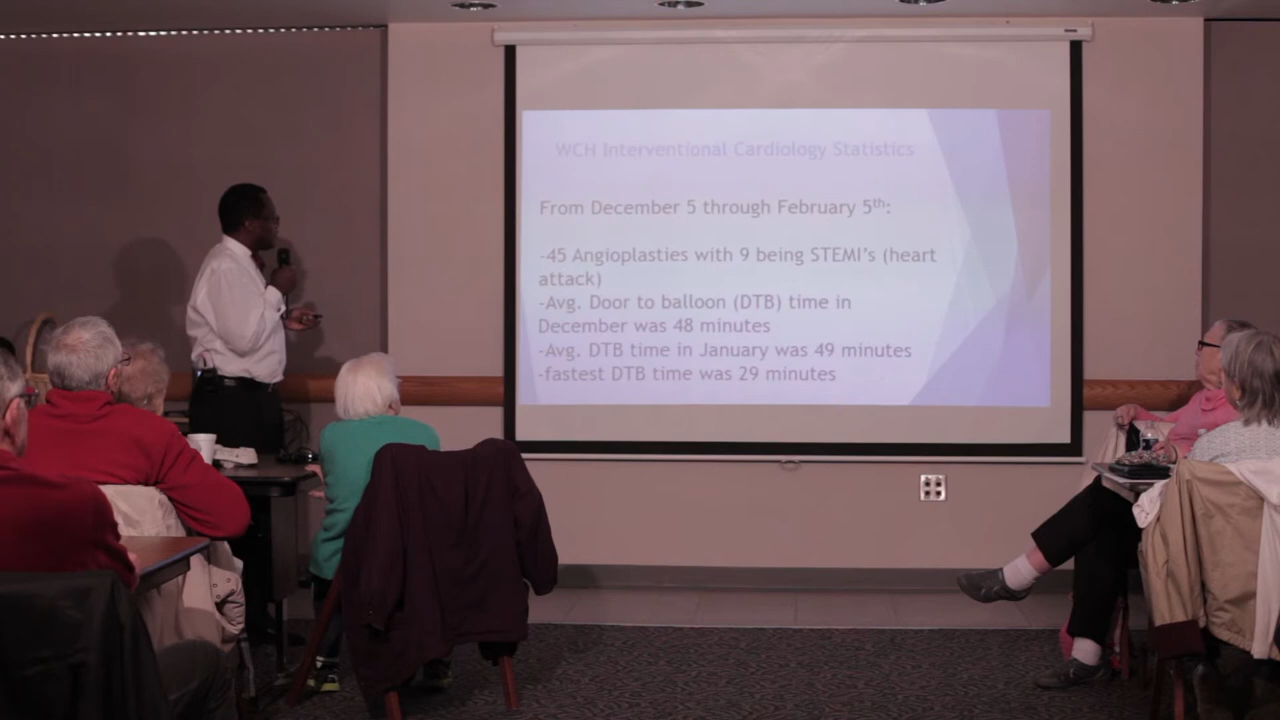 WCH Interventional Cardiology Statistics
From December 5 through February 5th:
-45 Angioplasties with 9 being STEMI's (heart
attack)
-Avg. Door to balloon (DTB) time in
December was 48 minutes
-Avg. DTB time in January was 49 minutes
-fastest DTB time was 29 minutes